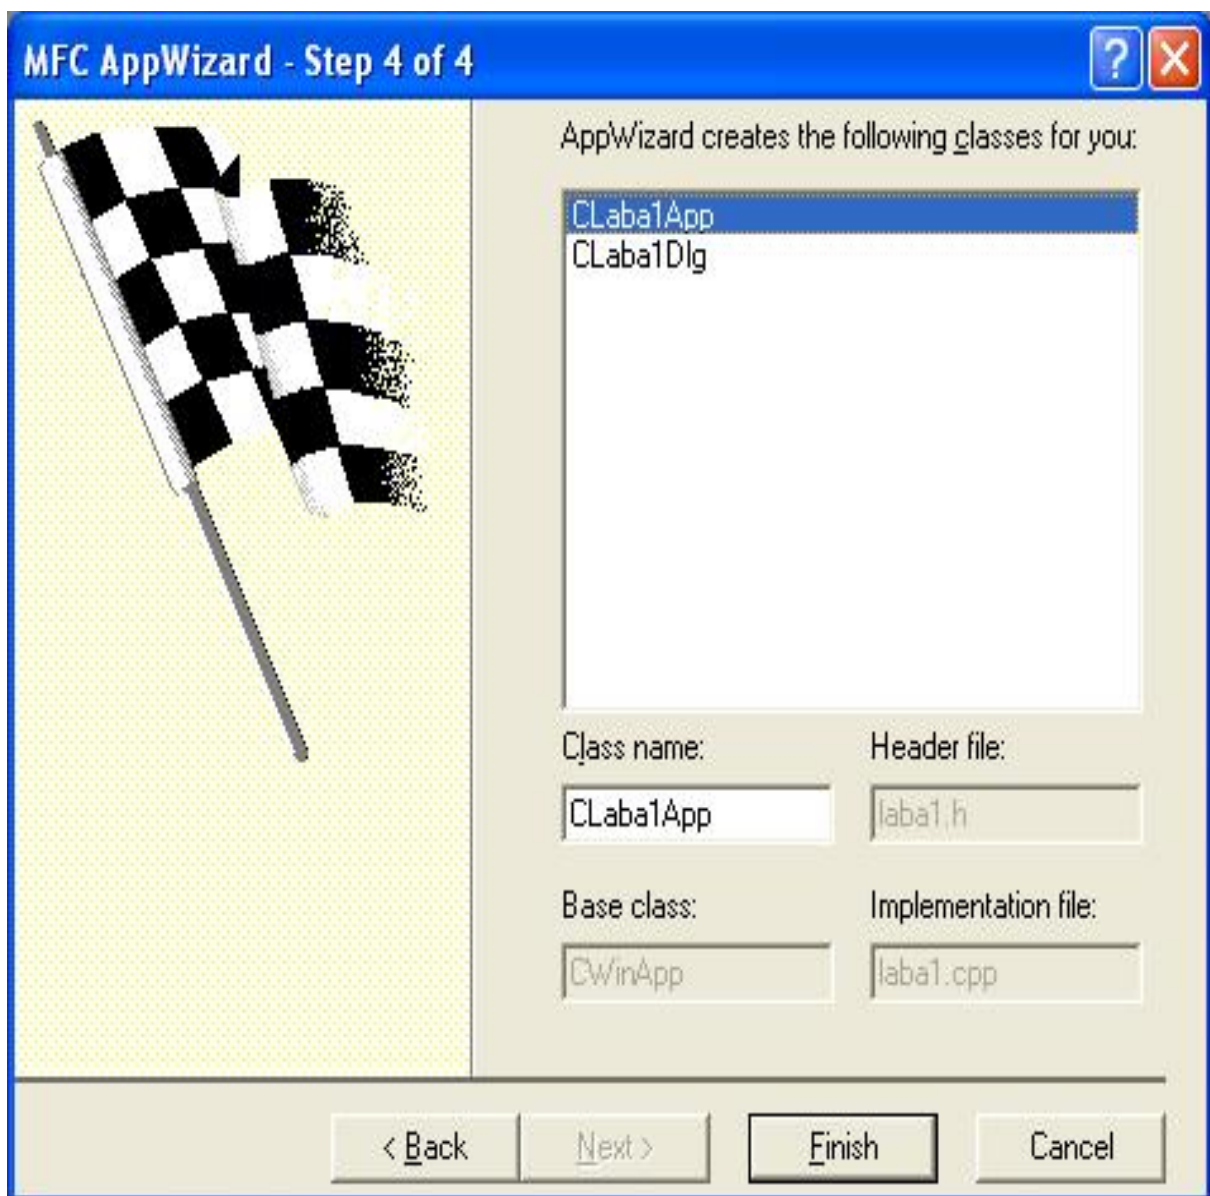 MFC AppWizard - Step 4 of 4
AppWizard creates the following classes for you:
CLaba1App
CLaba1Dlg
Class name:
Header file:
CLaba1App
laba1.h
Base class:
Implementation file:
CWinApp
laba1.cpp
< Back
Next >
Finish
Cancel